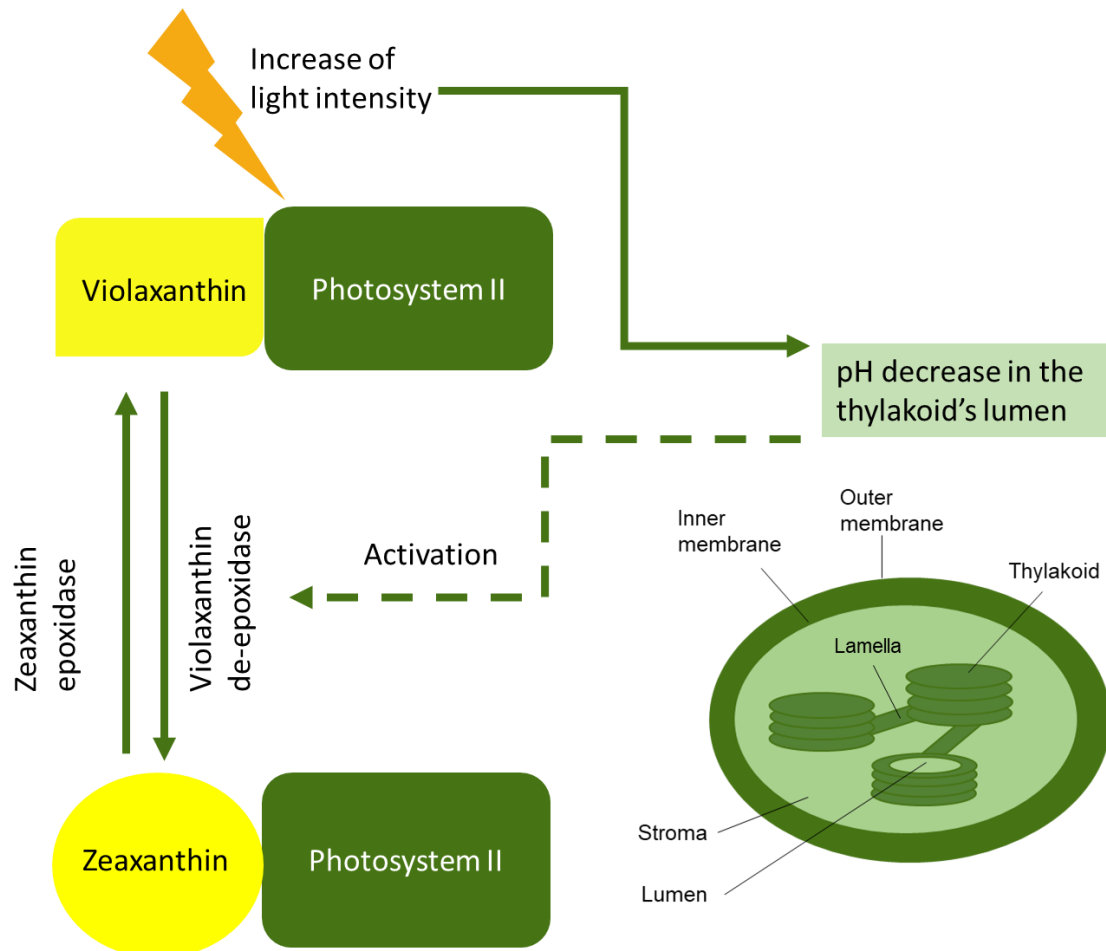 Increase of
light intensity
Violaxanthin
Photosystem II
pH decrease in the
thylakoid's lumen
Activation
Zeaxanthin
epoxidase
Violaxanthin
de-epoxidase
Outer
membrane
Inner
membrane
Thylakoid
Lamella
Stroma
Lumen
Zeaxanthin
Photosystem II